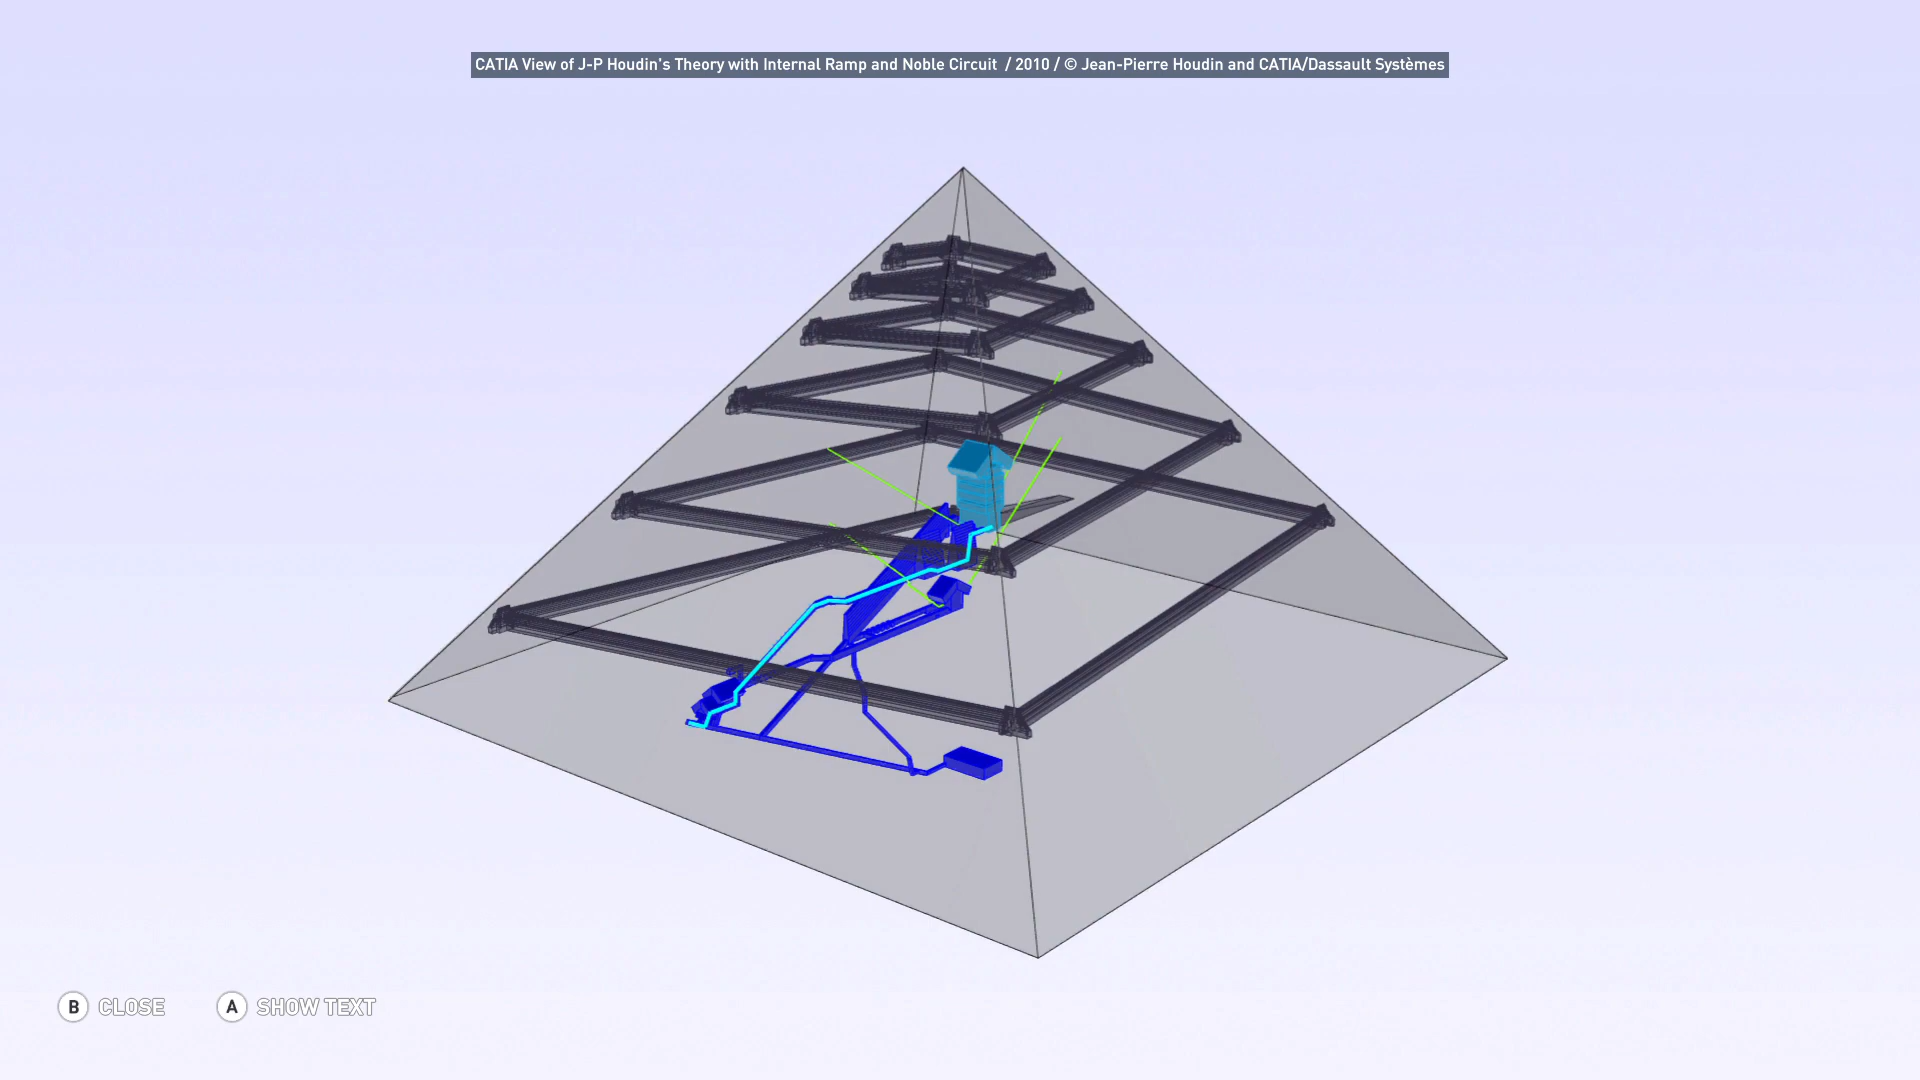 CATIA View of J-P Houdin's Theory with Internal Ramp and Noble Circuit / 2010 / © Jean-Pierre Houdin and CATIA/Dassault Systèmes
B CLOSE A SHOW TEXT